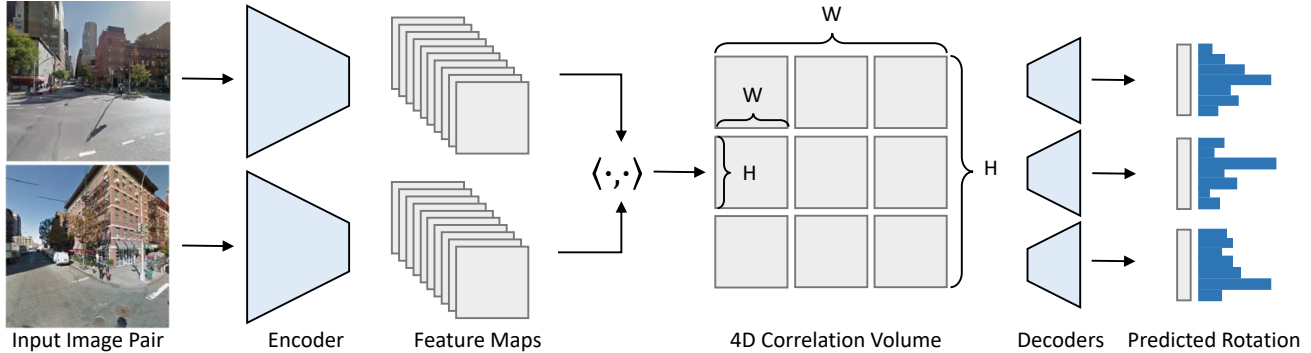 W
W
H
H
⟨·,·⟩
Input Image Pair
Encoder
Feature Maps
4D Correlation Volume
Decoders
Predicted Rotation